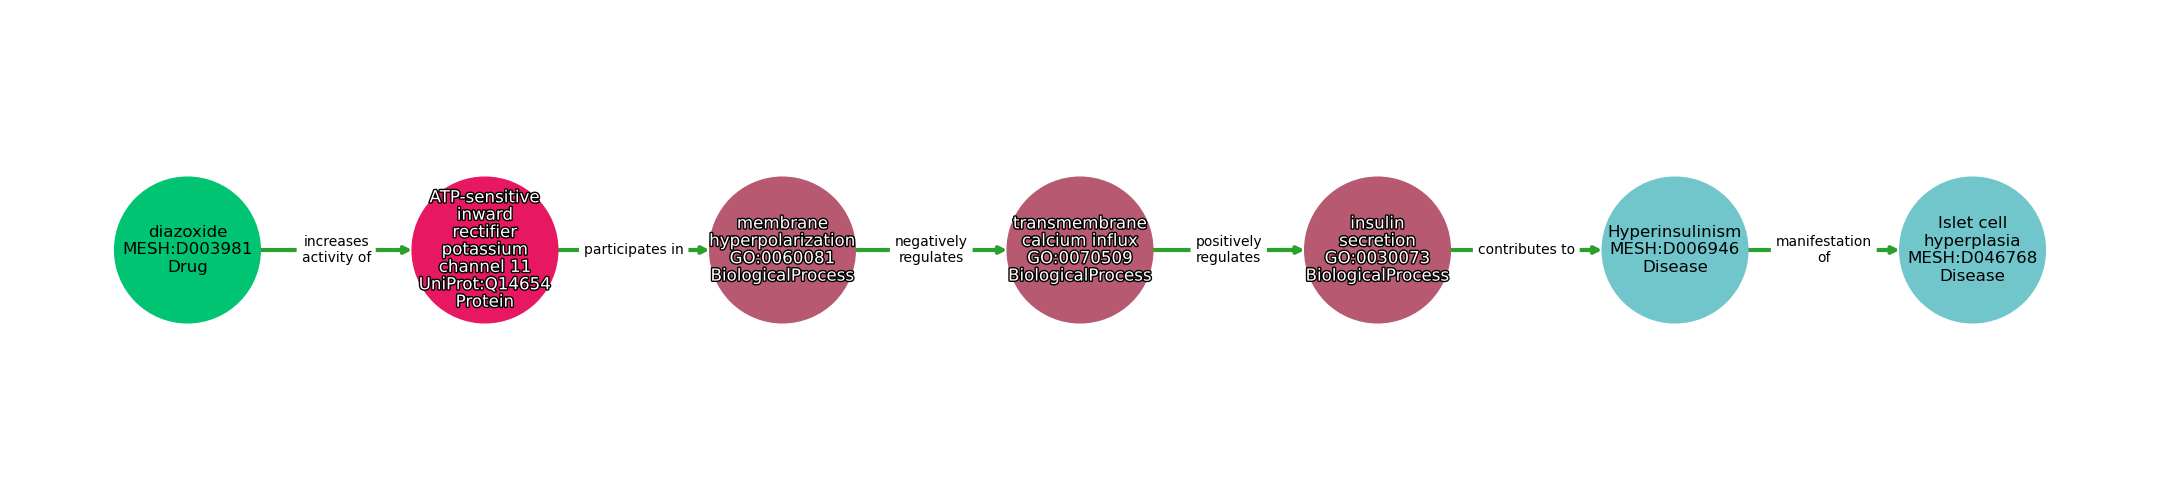 diazoxide
MESH:D003981
Drug
increases
activity of
ATP-sensitive
inward
rectifier
potassium
channel 11
UniProt:Q14654
Protein
participates in
membrane
hyperpolarization
GO:0060081
BiologicalProcess
negatively
regulates
transmembrane
calcium influx
GO:0070509
BiologicalProcess
positively
regulates
insulin
secretion
GO:0030073
BiologicalProcess
contributes to
Hyperinsulinism
MESH:D006946
Disease
manifestation
of
Islet cell
hyperplasia
MESH:D046768
Disease